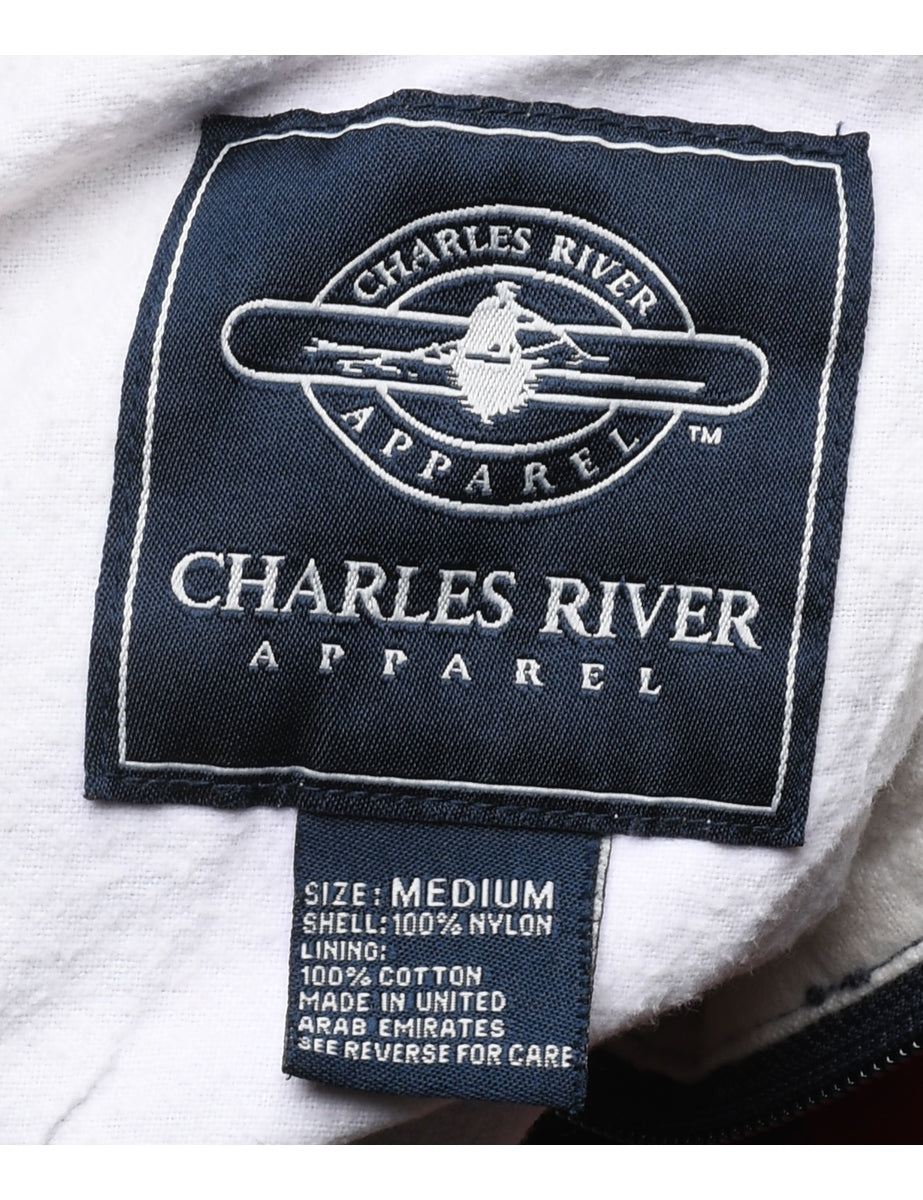 CHARLES RIVER
APPAREL
TM
CHARLES RIVER
APPAREL
SIZE: MEDIUM
SHELL: 100% NYLON
LINING:
100% COTTON
MADE IN UNITED
ARAB EMIRATES
SEE REVERSE FOR CARE